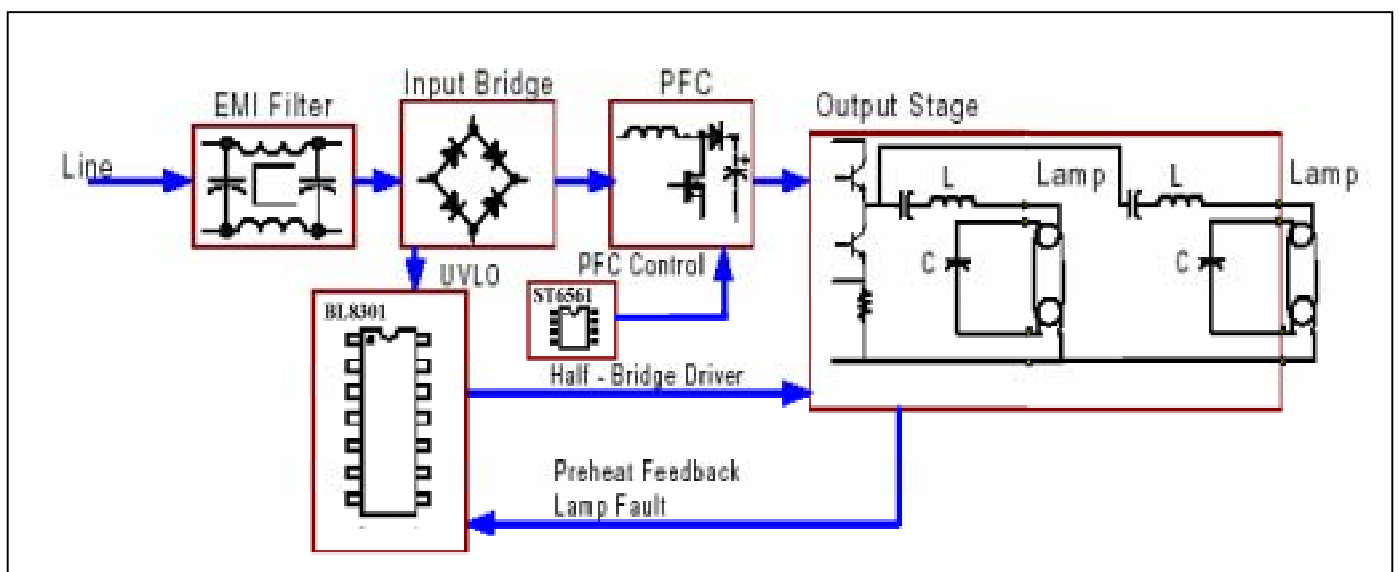 Input Bridge
PFC
EMI Filter
Output Stage
Line
L
Lamp
L
Lamp
C
C
UVLO
PFC Control
ST6561
BL8301
Half - Bridge Driver
Preheat Feedback
Lamp Fault